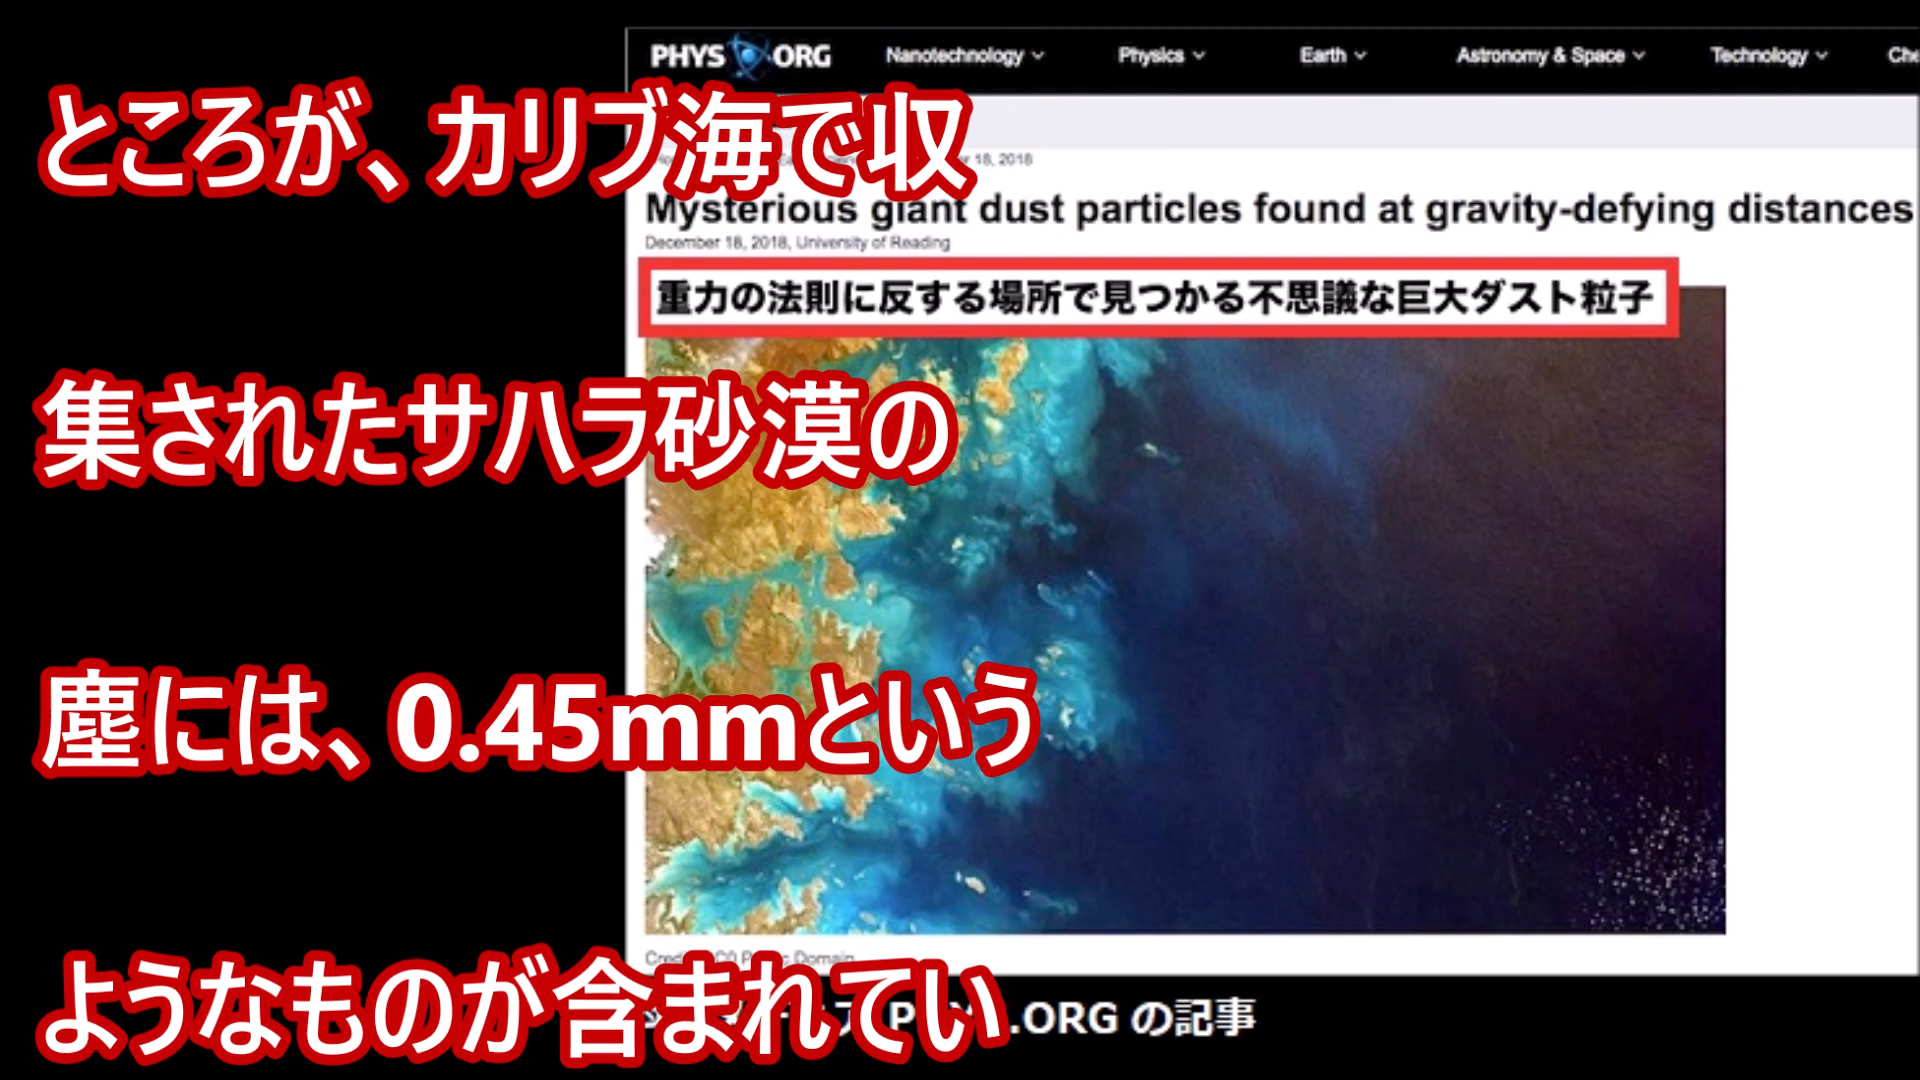 PHYS ORG Nanotechnology Physics Earth Astronomy & Space Technology
ところが、カリブ海で収
18, 2018
Mysterious giant dust particles found at gravity-defying distances
December 18, 2018, University of Reading
重力の法則に反する場所で見つかる不思議な巨大ダスト粒子
集されたサハラ砂漠の
塵には、0.45mmという
ようなものが含まれてい
Domain
.ORG の記事